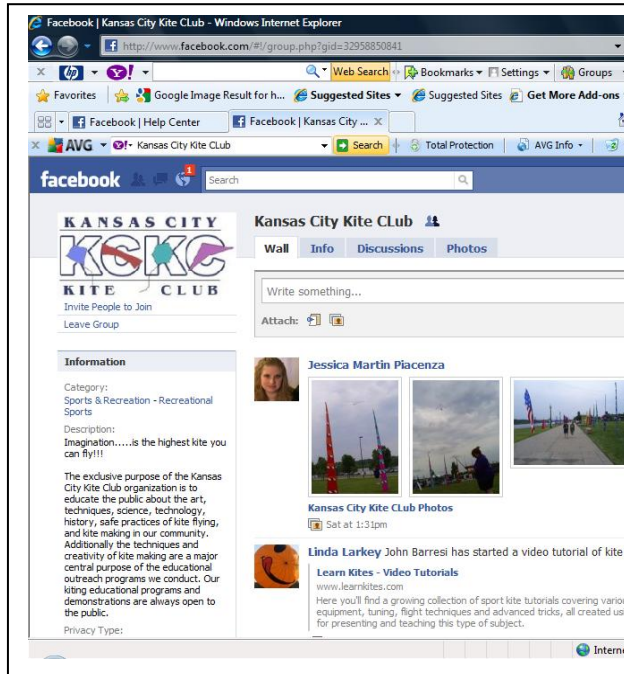 Facebook | Kansas City Kite CLub - Windows Internet Explorer
http://www.facebook.com/#!/group.php?gid=32958850841
Web Search Bookmarks Settings Groups
Favorites Google Image Result for h... Suggested Sites Suggested Sites Get More Add-ons
Facebook | Help Center Facebook | Kansas City ... X
X AVG Kansas City Kite CLub Search Total Protection AVG Info
facebook 1 Search
KANSAS CITY
KCKC
KITE CLUB
Invite People to Join
Leave Group
Information
Category:
Sports & Recreation - Recreational
Sports
Description:
Imagination.....is the highest kite you
can fly!!!
The exclusive purpose of the Kansas
City Kite Club organization is to
educate the public about the art,
techniques, science, technology,
history, safe practices of kite flying,
and kite making in our community.
Additionally the techniques and
creativity of kite making are a major
central purpose of the educational
outreach programs we conduct. Our
kiting educational programs and
demonstrations are always open to
the public.
Privacy Type:
Kansas City Kite CLub
Wall Info Discussions Photos
Write something...
Attach:
Jessica Martin Piacenza
Kansas City Kite CLub Photos
Sat at 1:31pm
Linda Larkey John Barresi has started a video tutorial of kite
Learn Kites - Video Tutorials
www.learnkites.com
Here you'll find a growing collection of sport kite tutorials covering variou
equipment, tuning, flight techniques and advanced tricks, all created usi
for presenting and teaching this type of subject.
Interne